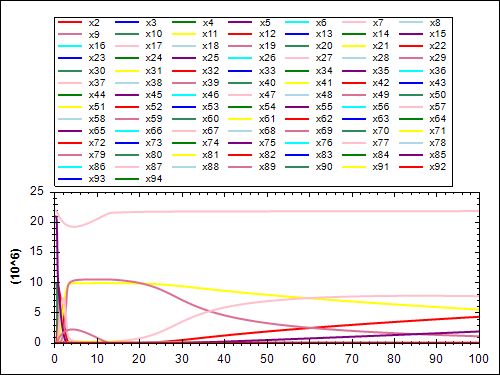 x2 x3 x4 x5 x6 x7 x8
x9 x10 x11 x12 x13 x14 x15
x16 x17 x18 x19 x20 x21 x22
x23 x24 x25 x26 x27 x28 x29
x30 x31 x32 x33 x34 x35 x36
x37 x38 x39 x40 x41 x42 x43
x44 x45 x46 x47 x48 x49 x50
x51 x52 x53 x54 x55 x56 x57
x58 x59 x60 x61 x62 x63 x64
x65 x66 x67 x68 x69 x70 x71
x72 x73 x74 x75 x76 x77 x78
x79 x80 x81 x82 x83 x84 x85
x86 x87 x88 x89 x90 x91 x92
x93 x94
25
20
15
10
5
0
(10^6)
0 10 20 30 40 50 60 70 80 90 100